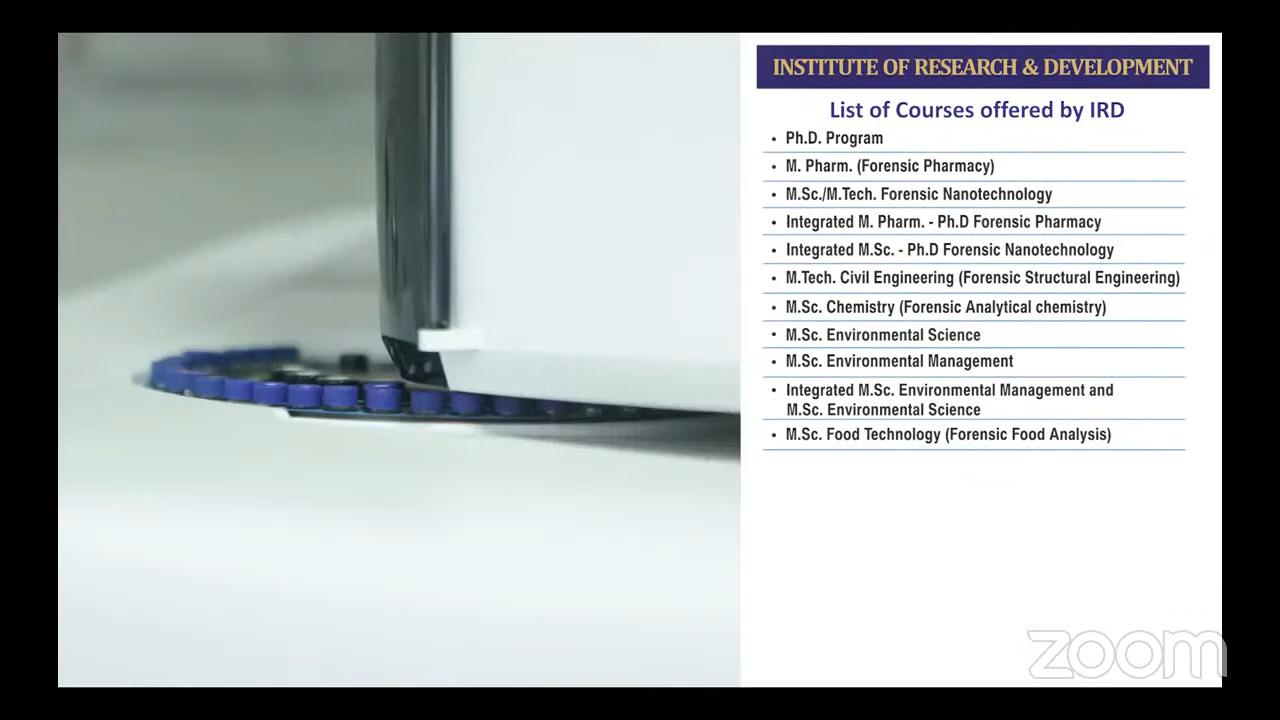 INSTITUTE OF RESEARCH & DEVELOPMENT
List of Courses offered by IRD
• Ph.D. Program
• M. Pharm. (Forensic Pharmacy)
• M.Sc./M.Tech. Forensic Nanotechnology
• Integrated M. Pharm. - Ph.D Forensic Pharmacy
• Integrated M.Sc. - Ph.D Forensic Nanotechnology
• M.Tech. Civil Engineering (Forensic Structural Engineering)
• M.Sc. Chemistry (Forensic Analytical chemistry)
• M.Sc. Environmental Science
• M.Sc. Environmental Management
• Integrated M.Sc. Environmental Management and
M.Sc. Environmental Science
• M.Sc. Food Technology (Forensic Food Analysis)
zoom